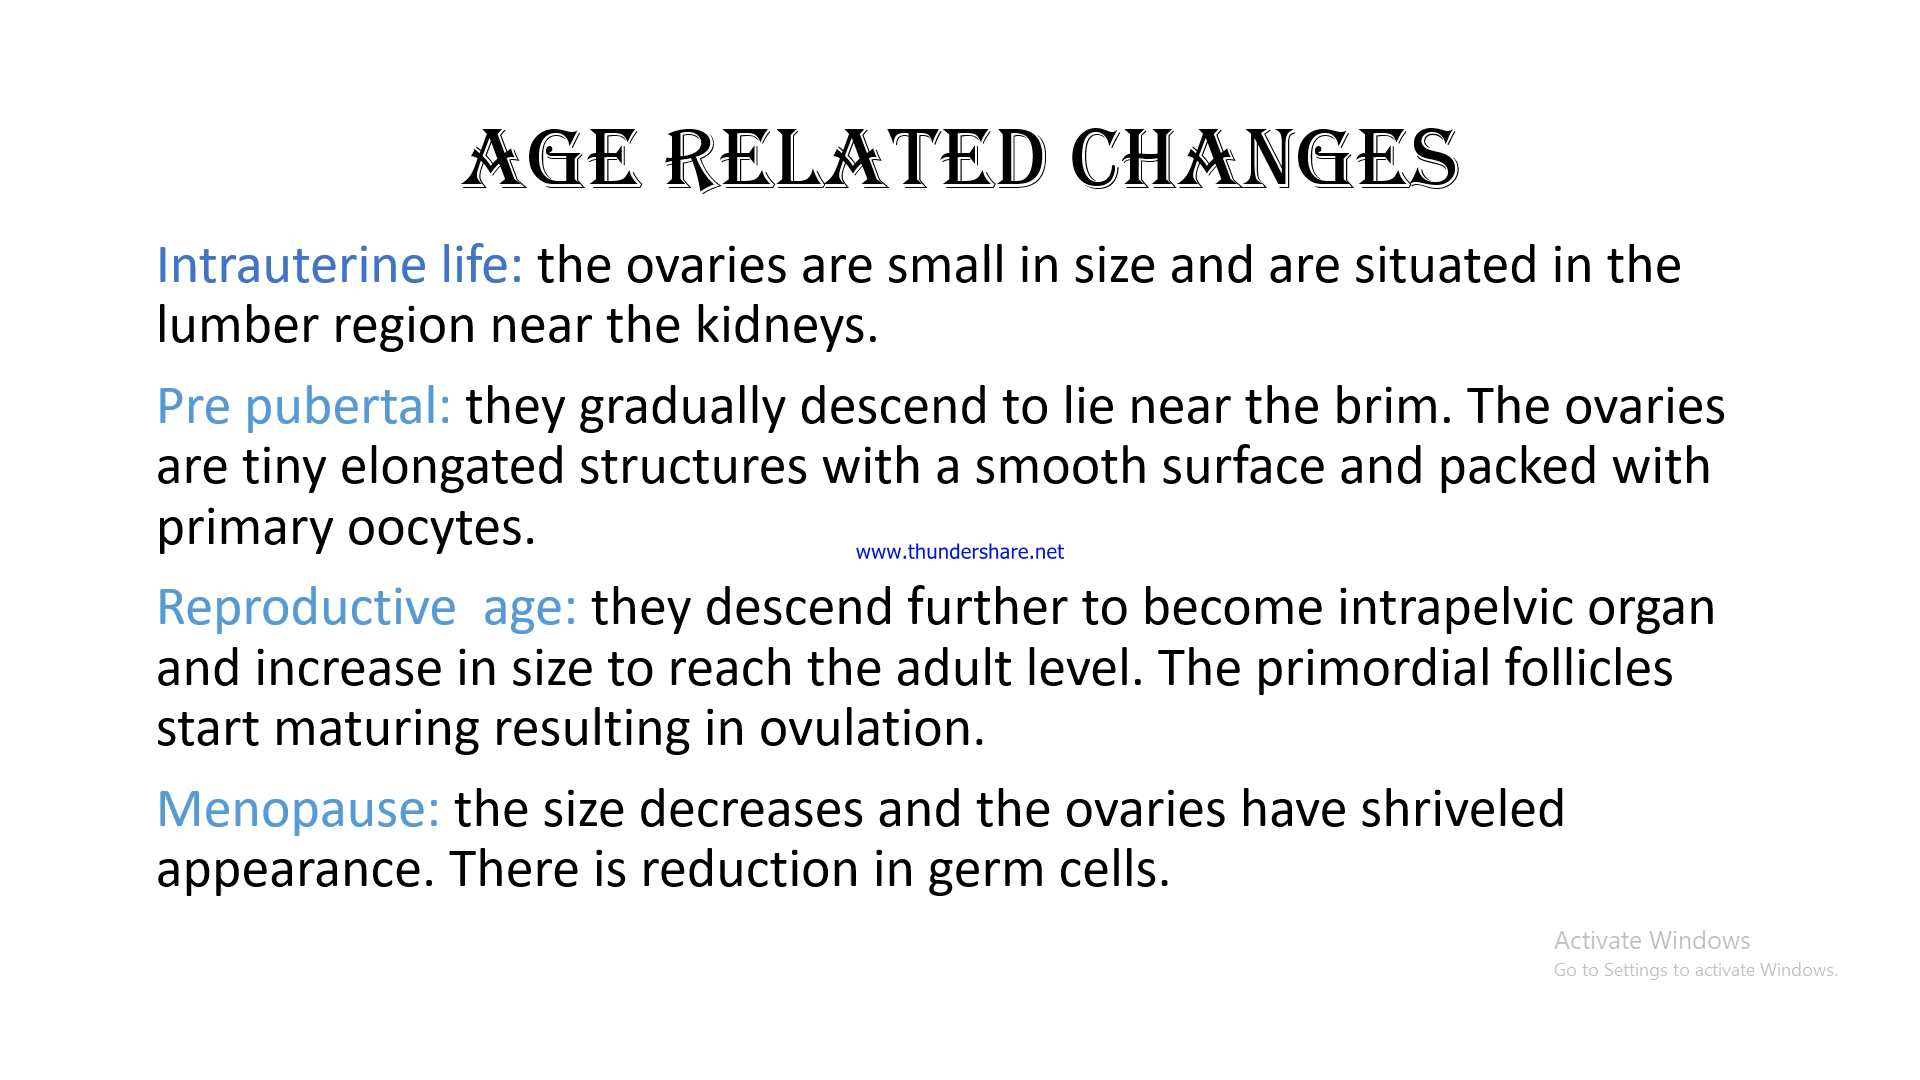 AGE RELATED CHANGES
Intrauterine life: the ovaries are small in size and are situated in the
lumber region near the kidneys.
Pre pubertal: they gradually descend to lie near the brim. The ovaries
are tiny elongated structures with a smooth surface and packed with
primary oocytes.
www.thundershare.net
Reproductive  age: they descend further to become intrapelvic organ
and increase in size to reach the adult level. The primordial follicles
start maturing resulting in ovulation.
Menopause: the size decreases and the ovaries have shriveled
appearance. There is reduction in germ cells.
Activate Windows
Go to Settings to activate Windows.